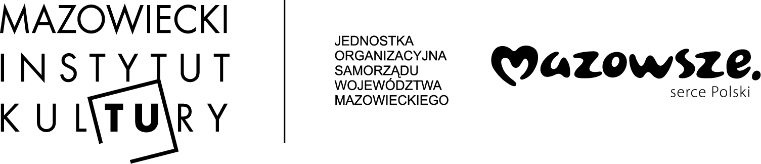 MAZOWIECKI
INSTYTUT
KULTURY
JEDNOSTKA
ORGANIZACYJNA
SAMORZĄDU
WOJEWÓDZTWA
MAZOWIECKIEGO
mazowsze.
serce Polski